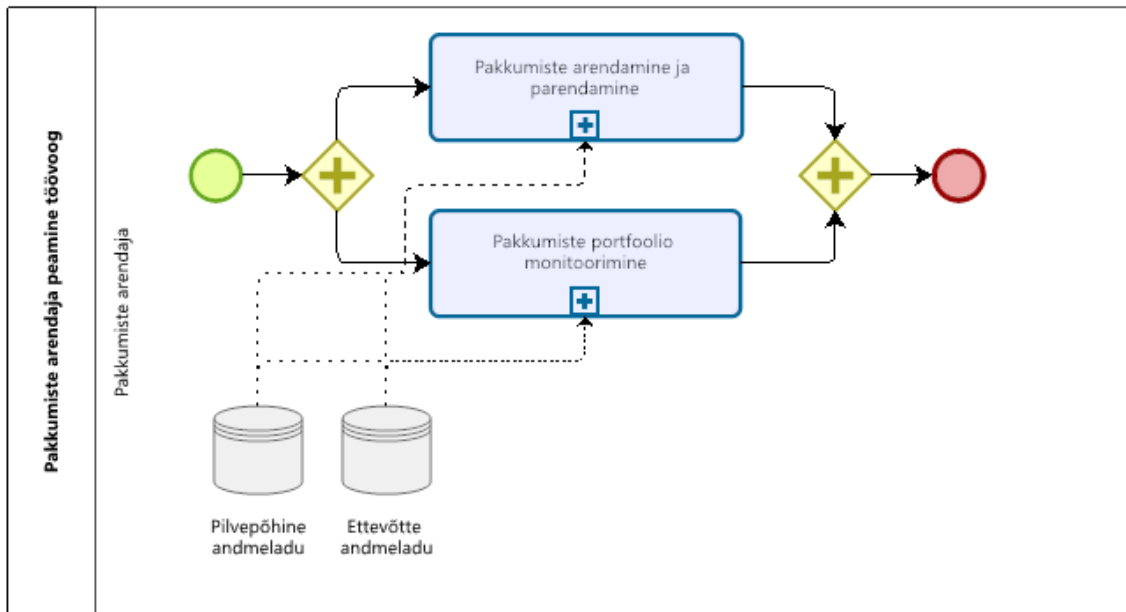 Pakkumiste arendaja peamine töövoog
Pakkumiste arendaja
Pakkumiste arendamine ja
parendamine
Pakkumiste portfoolio
monitoorimine
Pilvepõhine
andmeladu
Ettevõtte
andmeladu